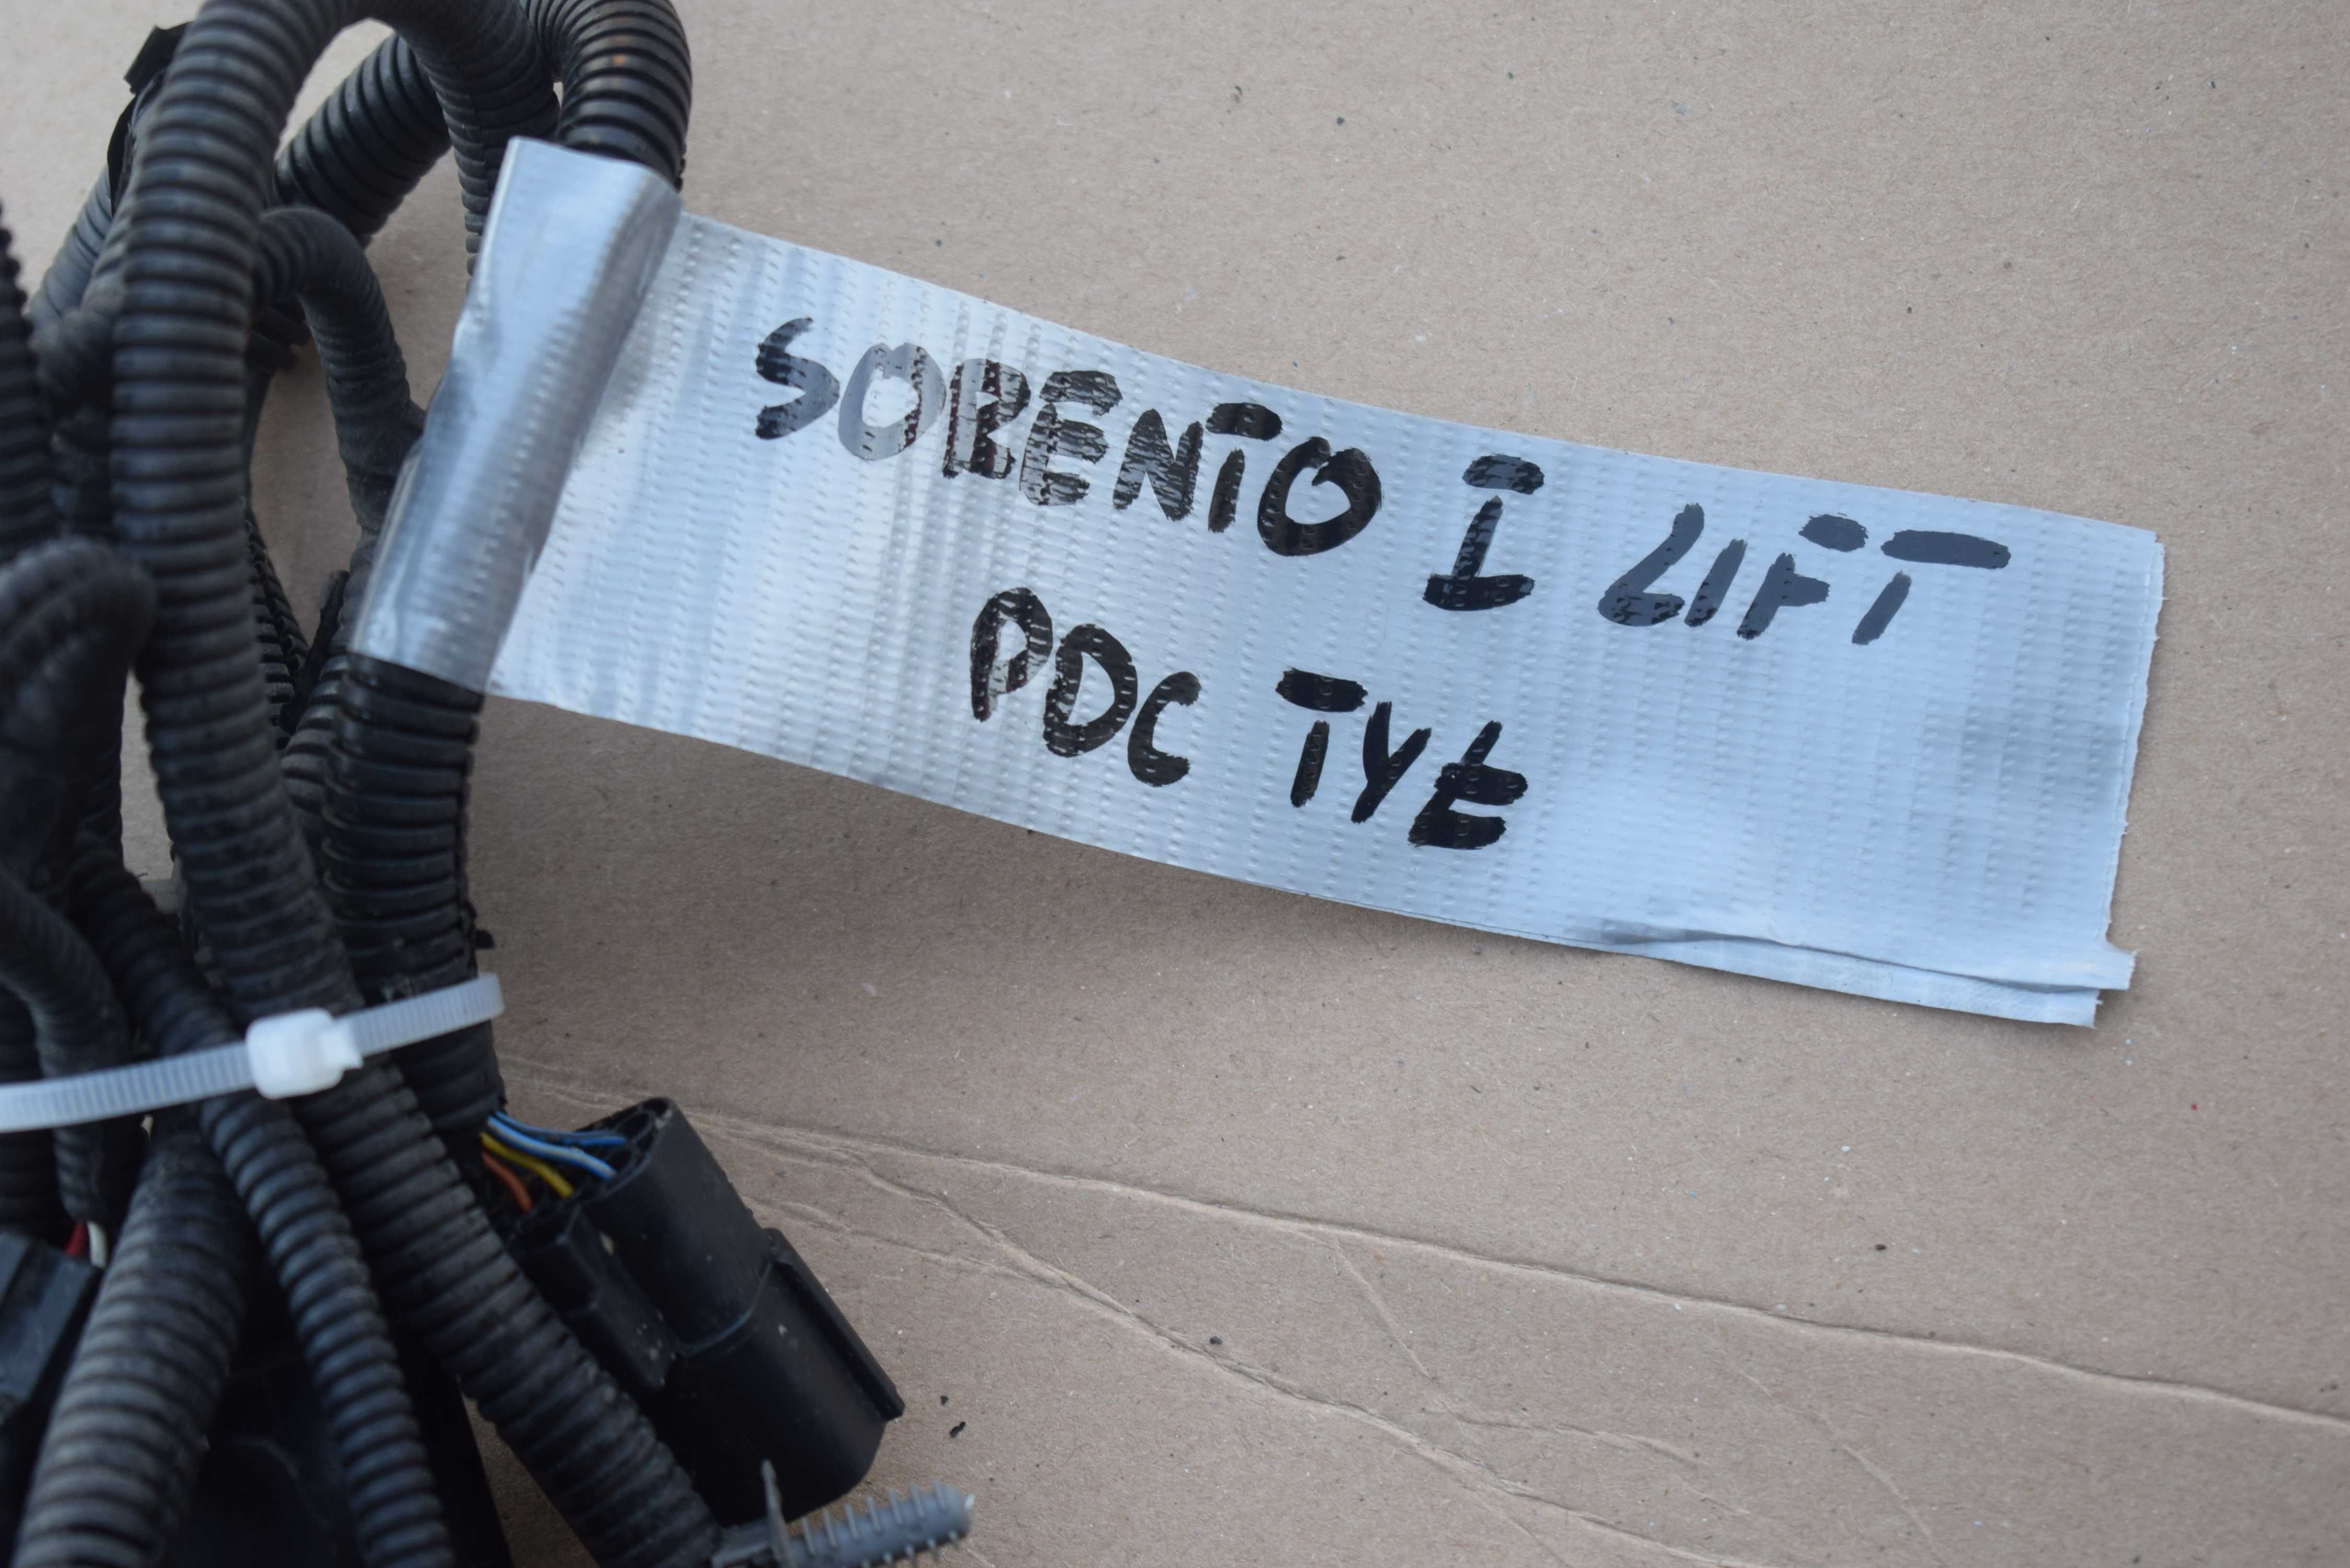 SORENTO I LIFT
PDC TYŁ